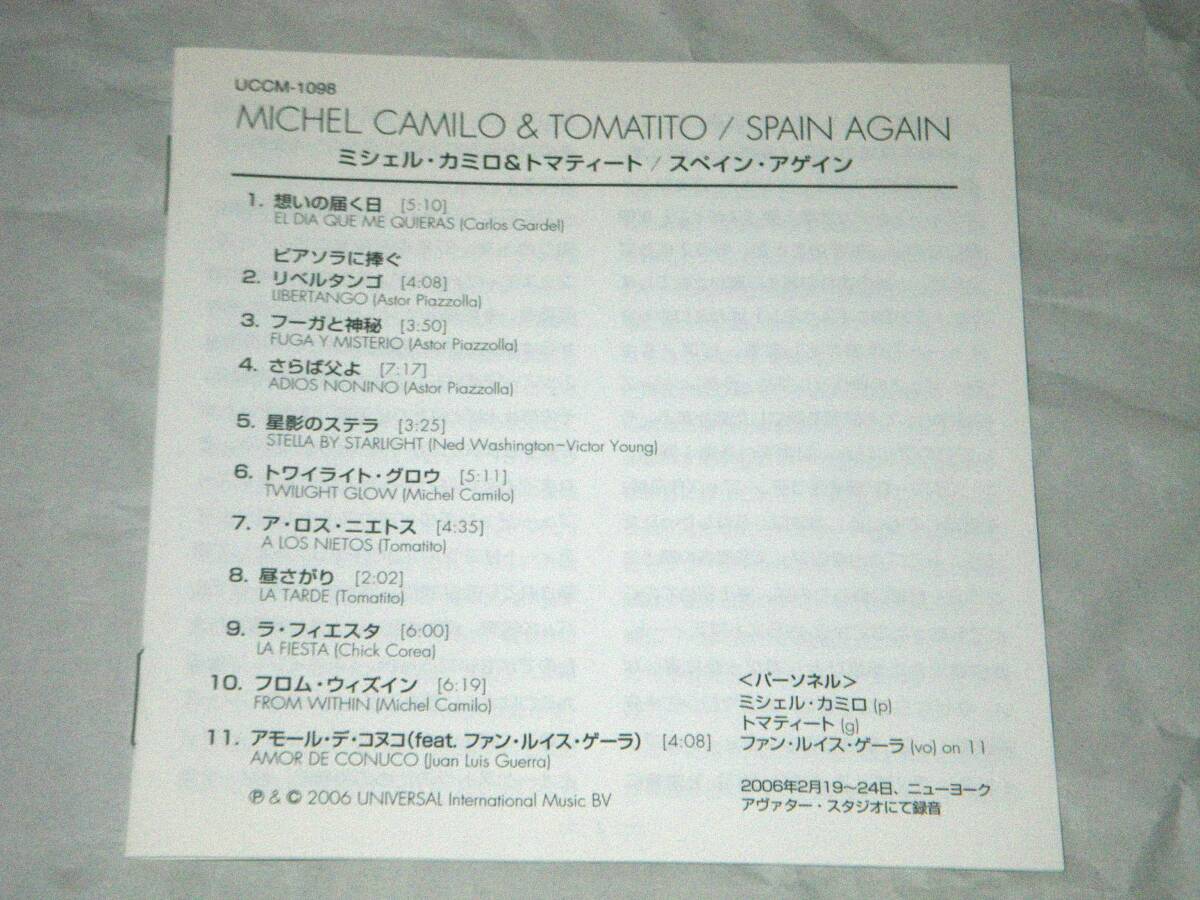 UCCM-1098
MICHEL CAMILO & TOMATITO / SPAIN AGAIN
ミシェル・カミロ&トマティート / スペイン・アゲイン
1. 想いの届く日 [5:10]
EL DIA QUE ME QUIERAS (Carlos Gardel)
ピアソラに捧ぐ
2. リベルタンゴ [4:08]
LIBERTANGO (Astor Piazzolla)
3. フーガと神秘 [3:50]
FUGA Y MISTERIO (Astor Piazzolla)
4. さらば父よ [7:17]
ADIOS NONINO (Astor Piazzolla)
5. 星影のステラ [3:25]
STELLA BY STARLIGHT (Ned Washington–Victor Young)
6. トワイライト・グロウ [5:11]
TWILIGHT GLOW (Michel Camilo)
7. ア・ロス・ニエトス [4:35]
A LOS NIETOS (Tomatito)
8. 昼さがり [2:02]
LA TARDE (Tomatito)
9. ラ・フィエスタ [6:00]
LA FIESTA (Chick Corea)
10. フロム・ウィズイン [6:19]
FROM WITHIN (Michel Camilo)
11. アモール・デ・コヌコ(feat. ファン・ルイス・ゲーラ) [4:08]
AMOR DE CONUCO (Juan Luis Guerra)
℗ & © 2006 UNIVERSAL International Music BV
<パーソネル>
ミシェル・カミロ (p)
トマティート (g)
ファン・ルイス・ゲーラ (vo) on 11
2006年2月19〜24日、ニューヨーク
アヴァター・スタジオにて録音